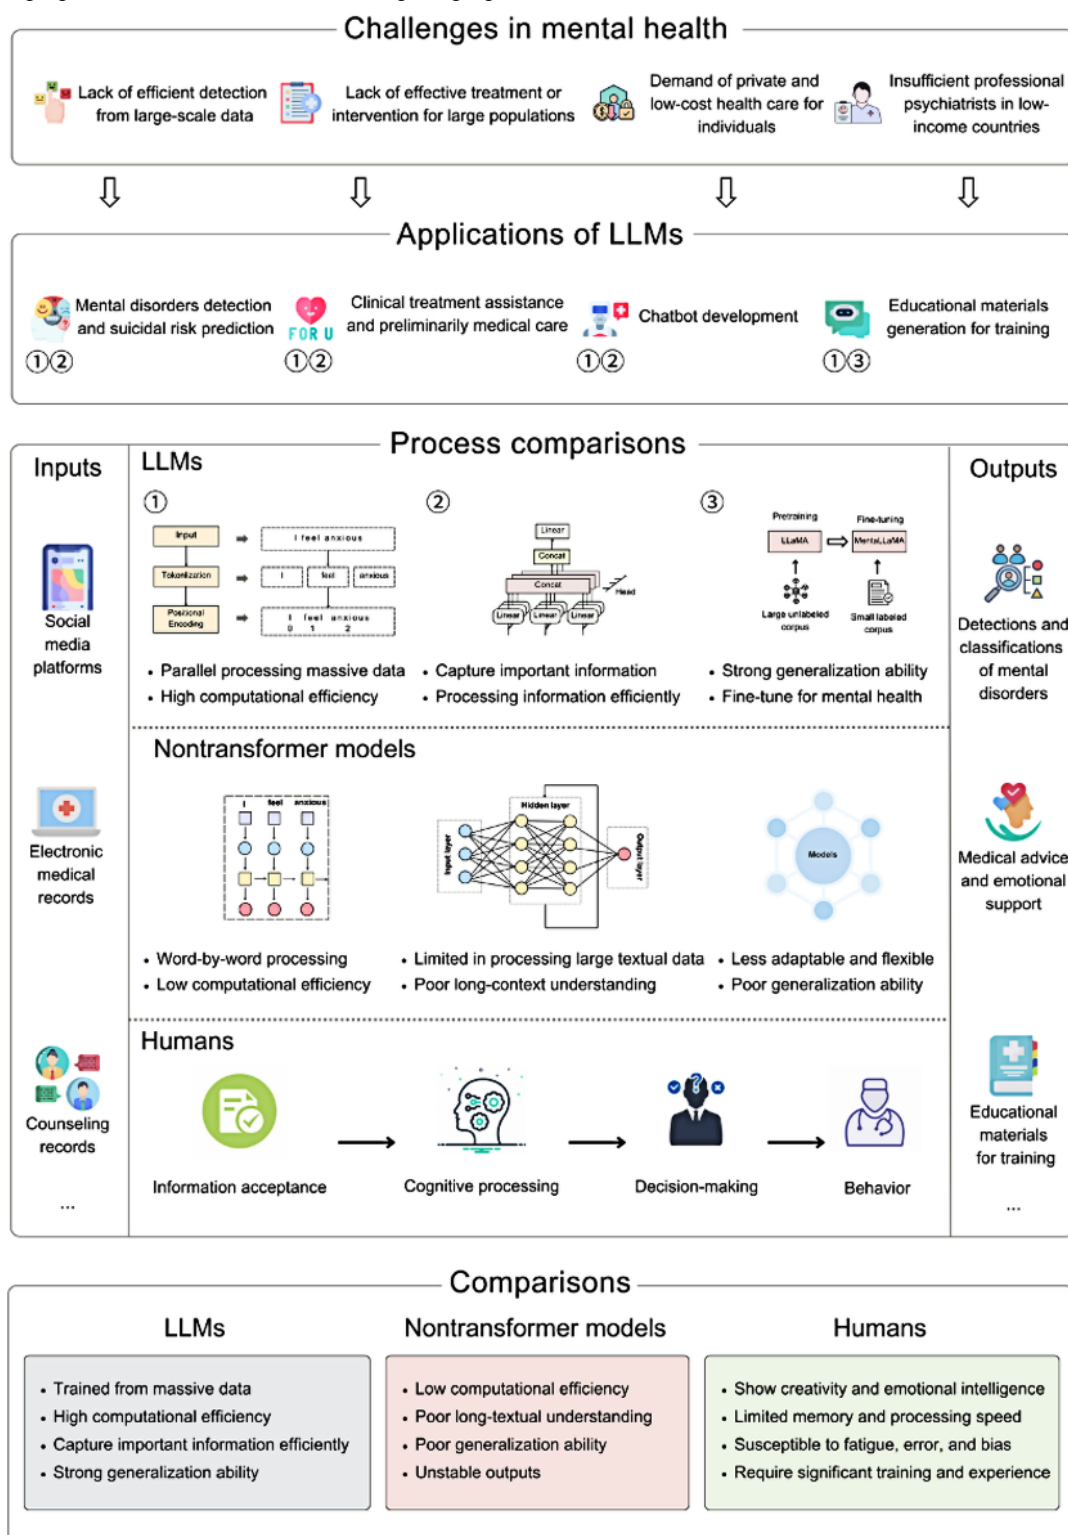 Challenges in mental health
Lack of efficient detection
from large-scale data
Lack of effective treatment or
intervention for large populations
Demand of private and
low-cost health care for
individuals
Insufficient professional
psychiatrists in low-
income countries
Applications of LLMs
Mental disorders detection
and suicidal risk prediction
①②
FOR U
Clinical treatment assistance
and preliminarily medical care
①②
Chatbot development
①②
Educational materials
generation for training
①③
Process comparisons
Inputs
Social
media
platforms
Electronic
medical
records
Counseling
records
...
LLMs
①
Input
I feel anxious
Tokenization
I
feel
anxious
Positional
Encoding
I feel anxious
0 1 2
• Parallel processing massive data
• High computational efficiency
②
Linear
Concat
Concat
Head
Linear
Linear
Linear
• Capture important information
• Processing information efficiently
③
Pretraining
Fine-tuning
LLaMA
MentalLLaMA
Large unlabeled
corpus
Small labeled
corpus
• Strong generalization ability
• Fine-tune for mental health
Nontransformer models
I feel anxious
• Word-by-word processing
• Low computational efficiency
Input layer
Hidden layer
Output layer
• Limited in processing large textual data
• Poor long-context understanding
Models
• Less adaptable and flexible
• Poor generalization ability
Humans
Information acceptance
Cognitive processing
Decision-making
Behavior
Outputs
Detections and
classifications
of mental
disorders
Medical advice
and emotional
support
Educational
materials
for training
...
Comparisons
LLMs
• Trained from massive data
• High computational efficiency
• Capture important information efficiently
• Strong generalization ability
Nontransformer models
• Low computational efficiency
• Poor long-textual understanding
• Poor generalization ability
• Unstable outputs
Humans
• Show creativity and emotional intelligence
• Limited memory and processing speed
• Susceptible to fatigue, error, and bias
• Require significant training and experience